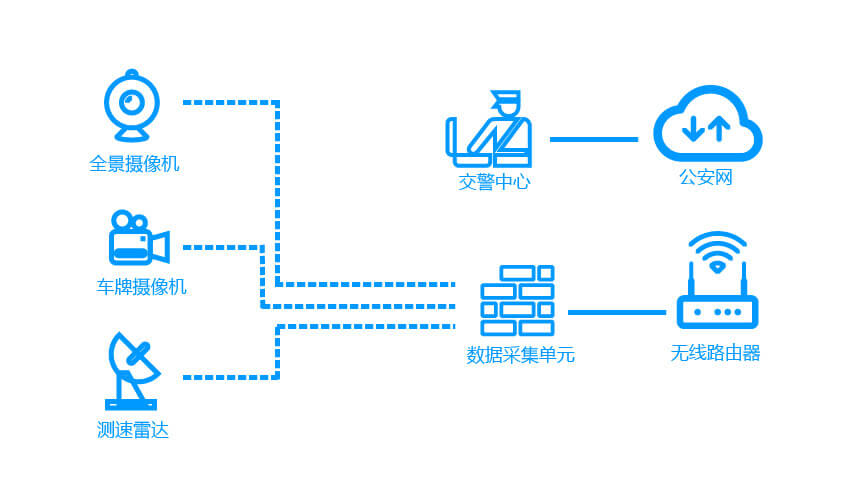 全景摄像机
交警中心
公安网
车牌摄像机
数据采集单元
无线路由器
测速雷达